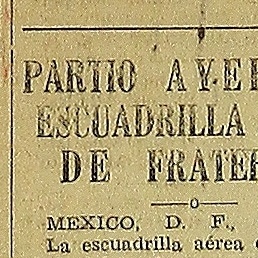 PARTIO AYE
ESCUADRILLA
DE FRATE
MEXICO, D. F.,
La escuadrilla aérea